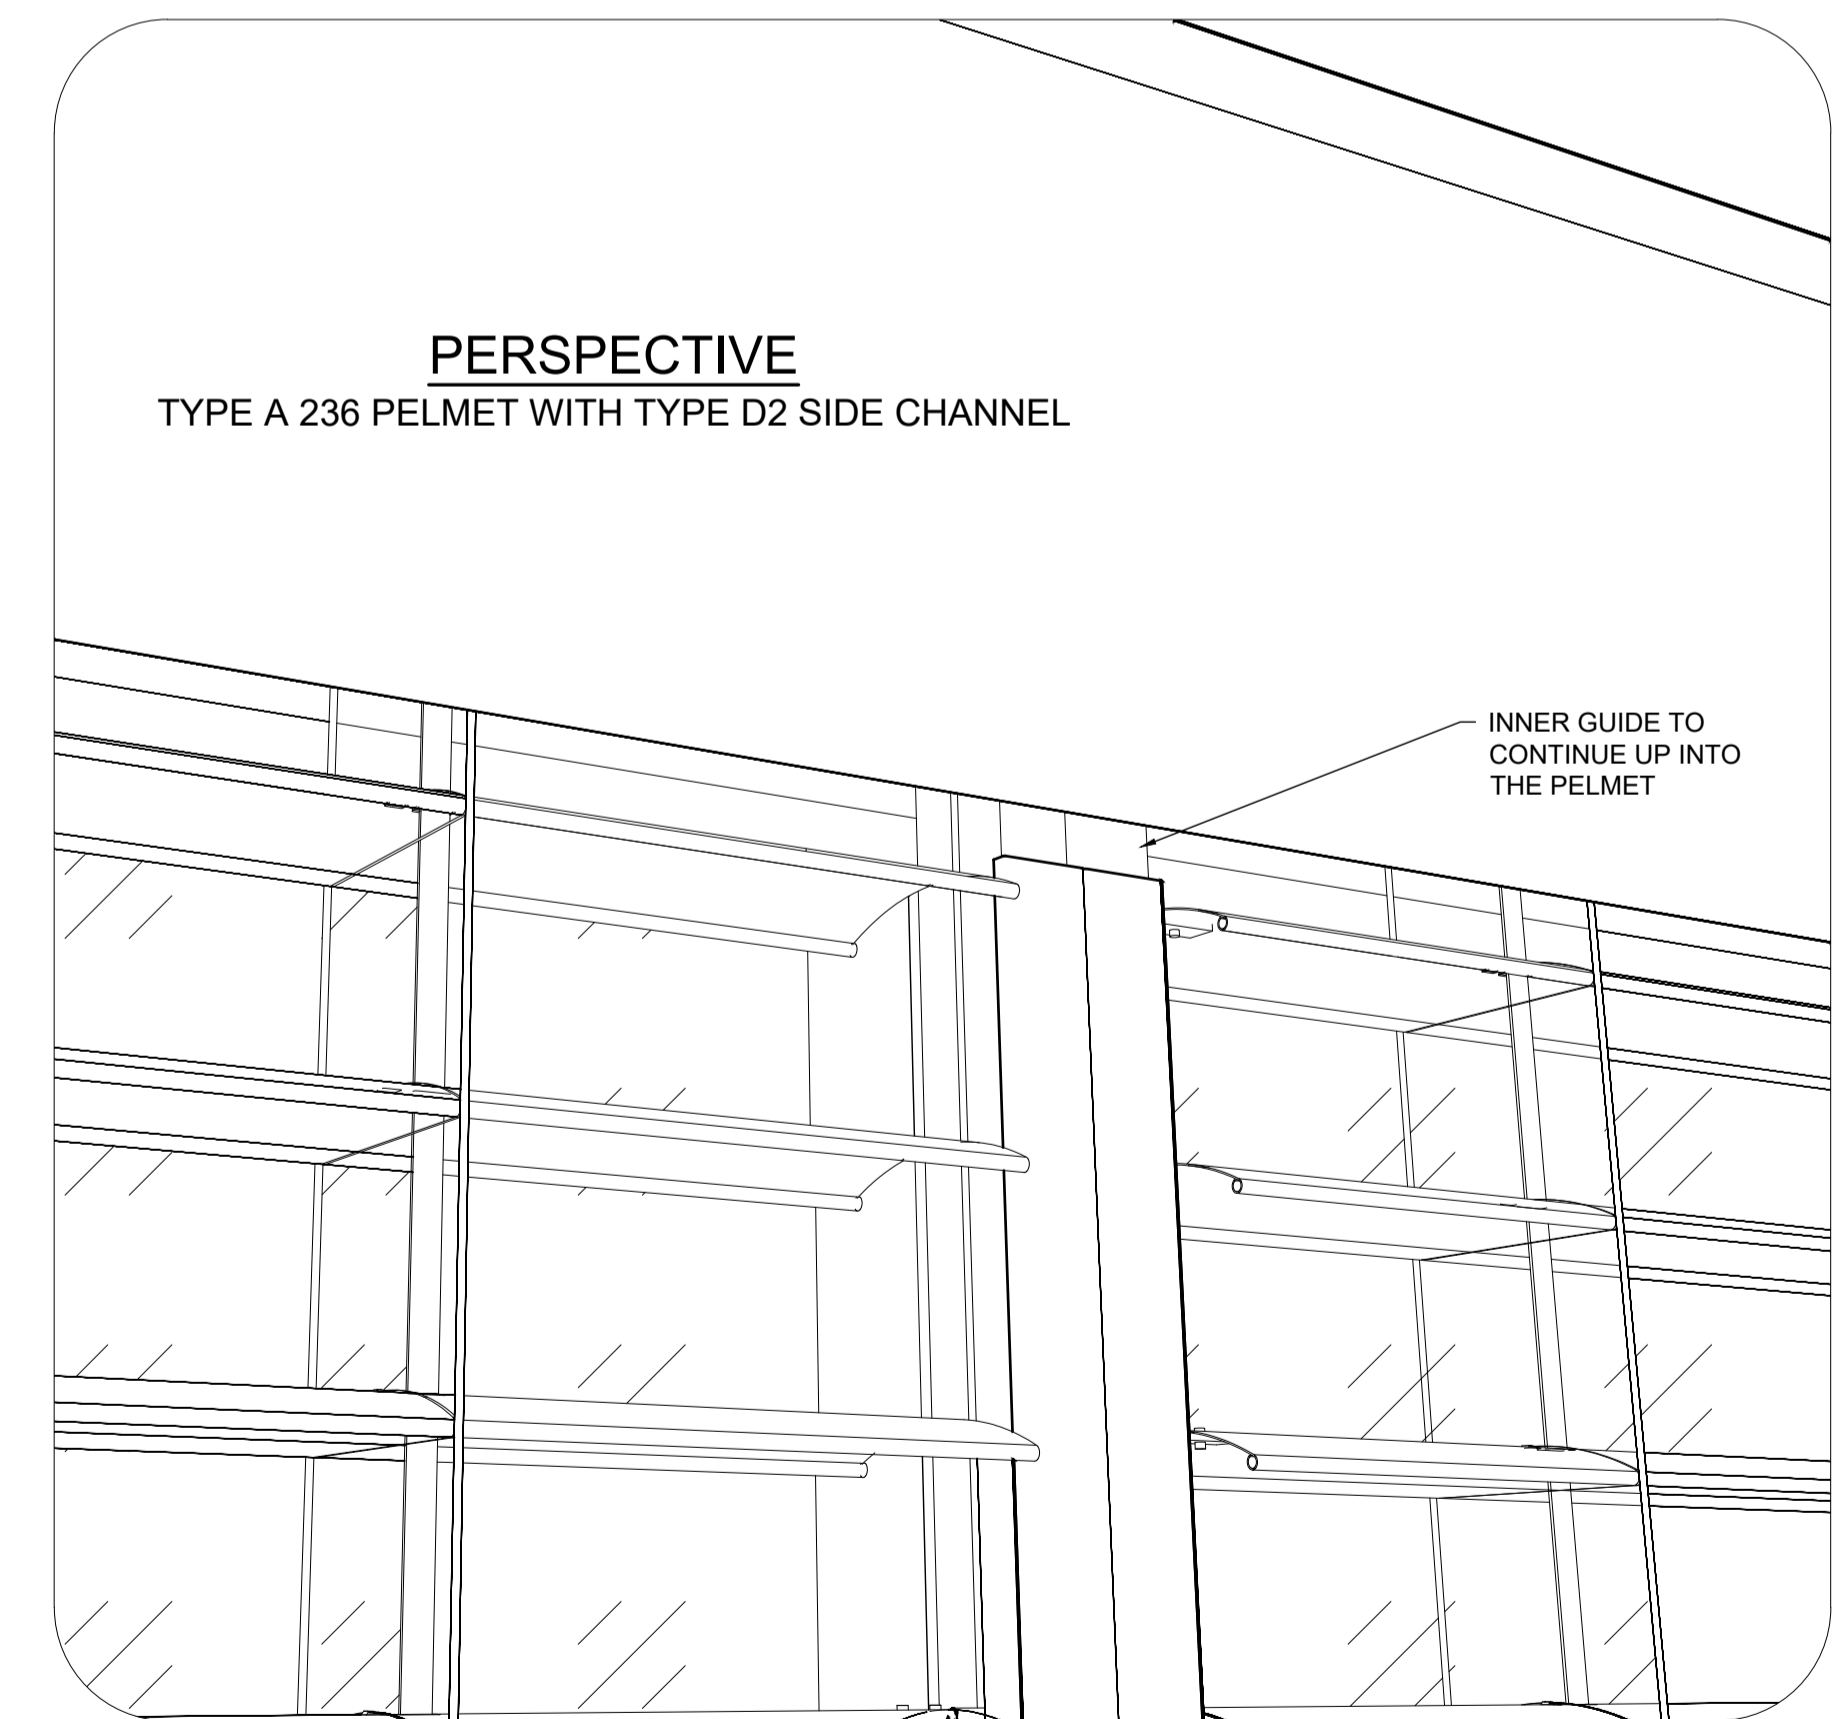 PERSPECTIVE
TYPE A 236 PELMET WITH TYPE D2 SIDE CHANNEL
INNER GUIDE TO
CONTINUE UP INTO
THE PELMET